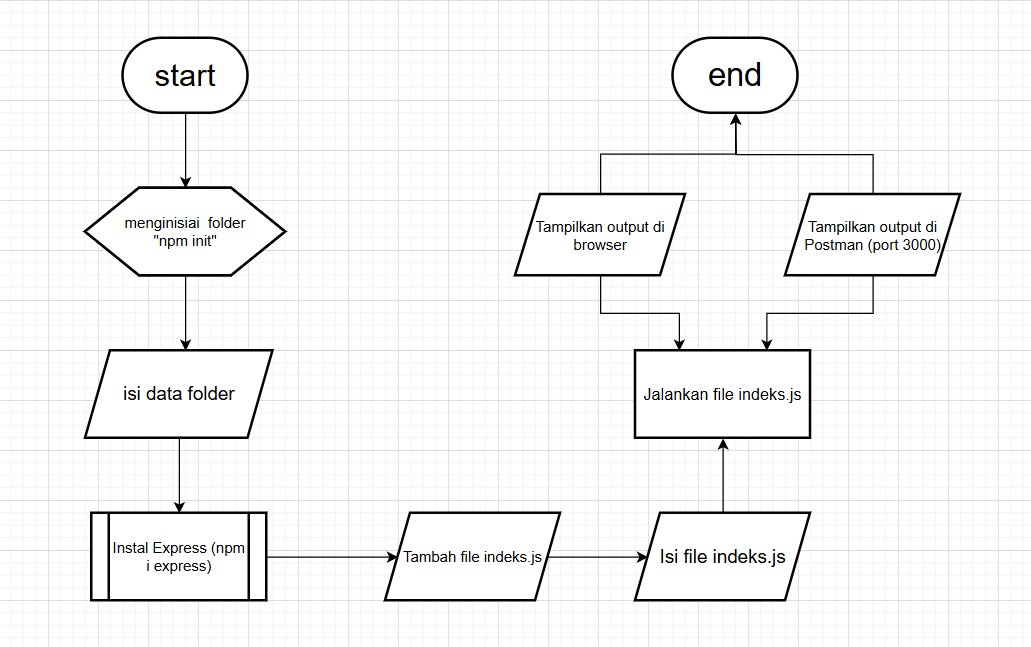 start
menginisiai folder
"npm init"
isi data folder
Instal Express (npm
i express)
Tambah file indeks.js
Isi file indeks.js
Jalankan file indeks.js
Tampilkan output di
browser
Tampilkan output di
Postman (port 3000)
end